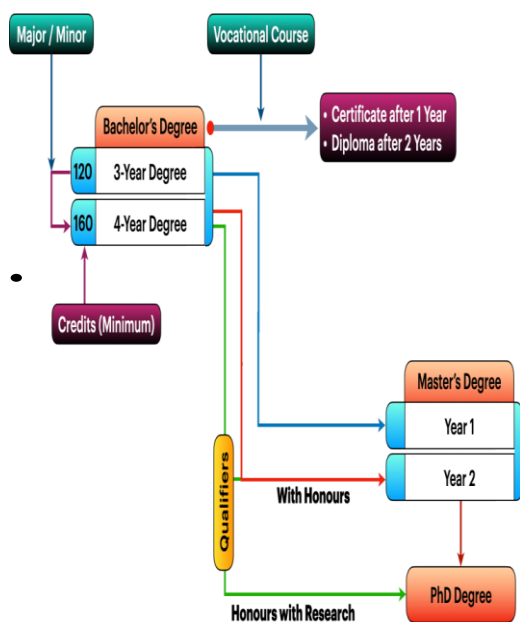 Major / Minor
Vocational Course
Bachelor's Degree
• Certificate after 1 Year
• Diploma after 2 Years
120
3-Year Degree
160
4-Year Degree
Credits (Minimum)
Master's Degree
Year 1
Year 2
Qualifiers
With Honours
PhD Degree
Honours with Research